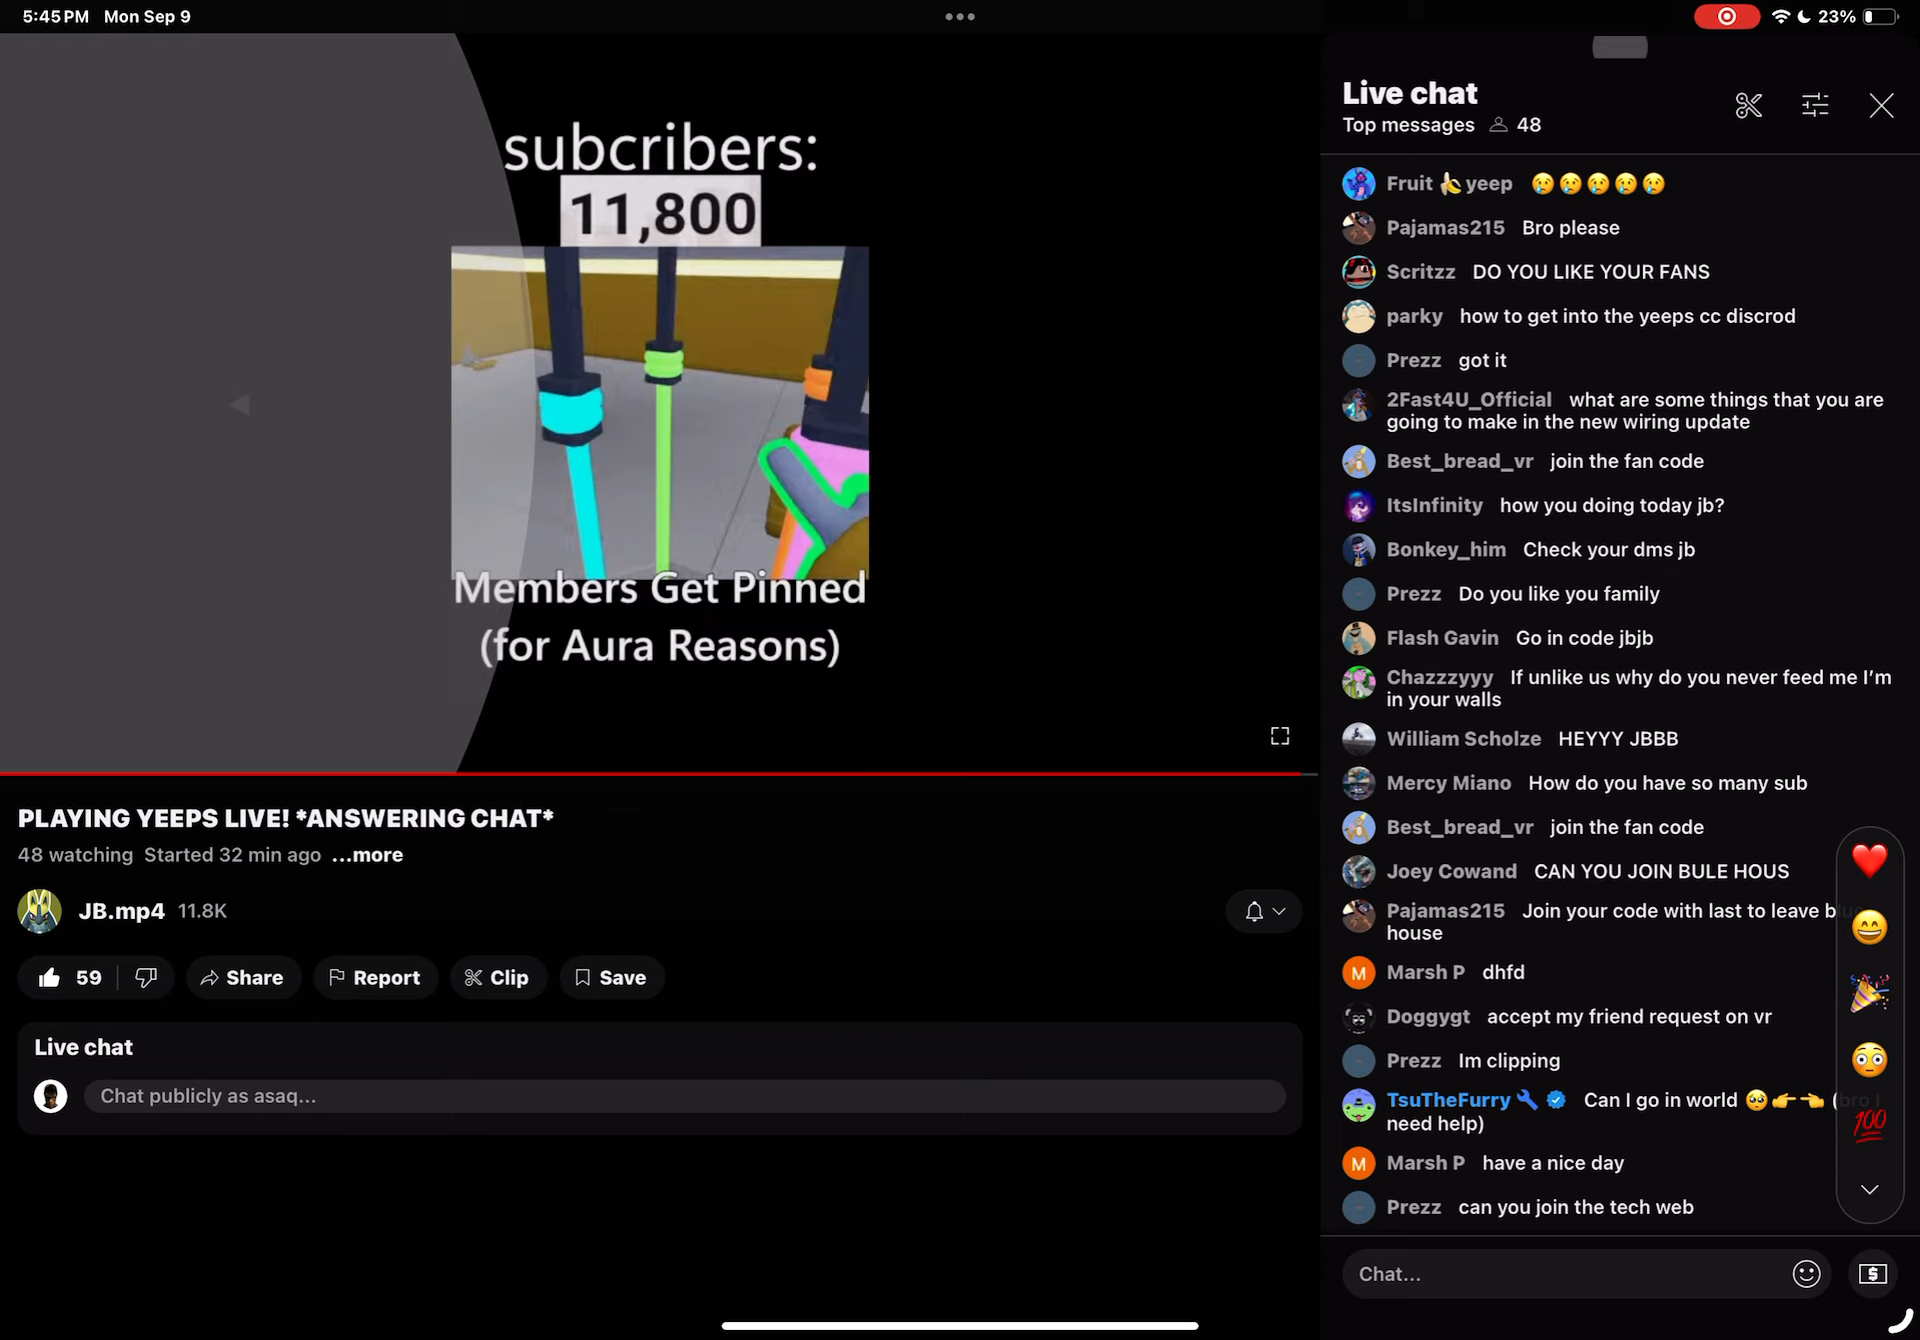 5:45 PM Mon Sep 9
23%
subcribers:
11,800
Members Get Pinned
(for Aura Reasons)
PLAYING YEEPS LIVE! *ANSWERING CHAT*
48 watching Started 32 min ago ...more
JB.mp4 11.8K
59
Share
Report
Clip
Save
Live chat
Chat publicly as asaq...
Live chat
Top messages 48
Fruit 🍌 yeep 😢😢😢😢😢
Pajamas215 Bro please
Scritzz DO YOU LIKE YOUR FANS
parky how to get into the yeeps cc discrod
Prezz got it
2Fast4U_Official what are some things that you are
going to make in the new wiring update
Best_bread_vr join the fan code
ItsInfinity how you doing today jb?
Bonkey_him Check your dms jb
Prezz Do you like you family
Flash Gavin Go in code jbjb
Chazzzyyy If unlike us why do you never feed me I'm
in your walls
William Scholze HEYYY JBBB
Mercy Miano How do you have so many sub
Best_bread_vr join the fan code
Joey Cowand CAN YOU JOIN BULE HOUS
Pajamas215 Join your code with last to leave blue
house
M Marsh P dhfd
Doggygt accept my friend request on vr
Prezz Im clipping
TsuTheFurry Can I go in world 🥺👉👈 (bro I
need help)
M Marsh P have a nice day
Prezz can you join the tech web
100
Chat...
$